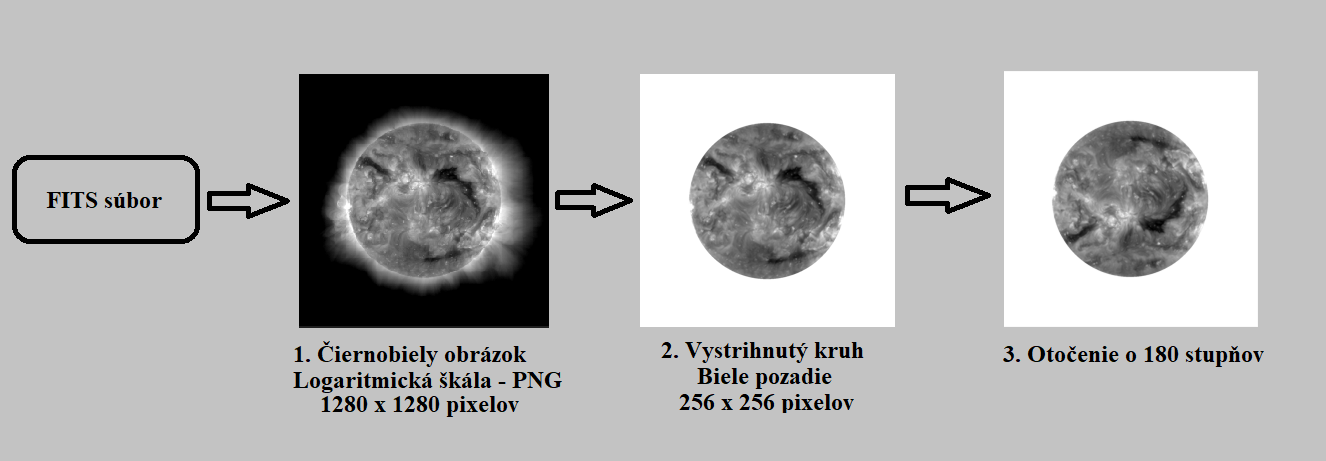 FITS súbor
1. Čiernobiely obrázok
Logaritmická škála - PNG
1280 x 1280 pixelov
2. Vystrihnutý kruh
Biele pozadie
256 x 256 pixelov
3. Otočenie o 180 stupňov